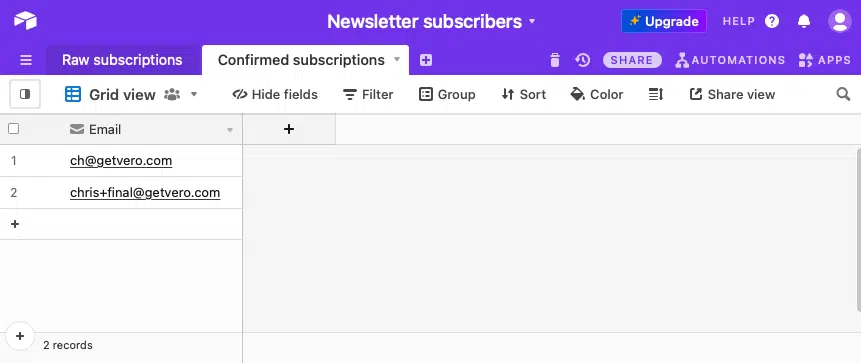 Newsletter subscribers
Upgrade
HELP
Raw subscriptions
Confirmed subscriptions
SHARE
AUTOMATIONS
APPS
Grid view
Hide fields
Filter
Group
Sort
Color
Share view
Email
1 ch@getvero.com
2 chris+final@getvero.com
+
2 records